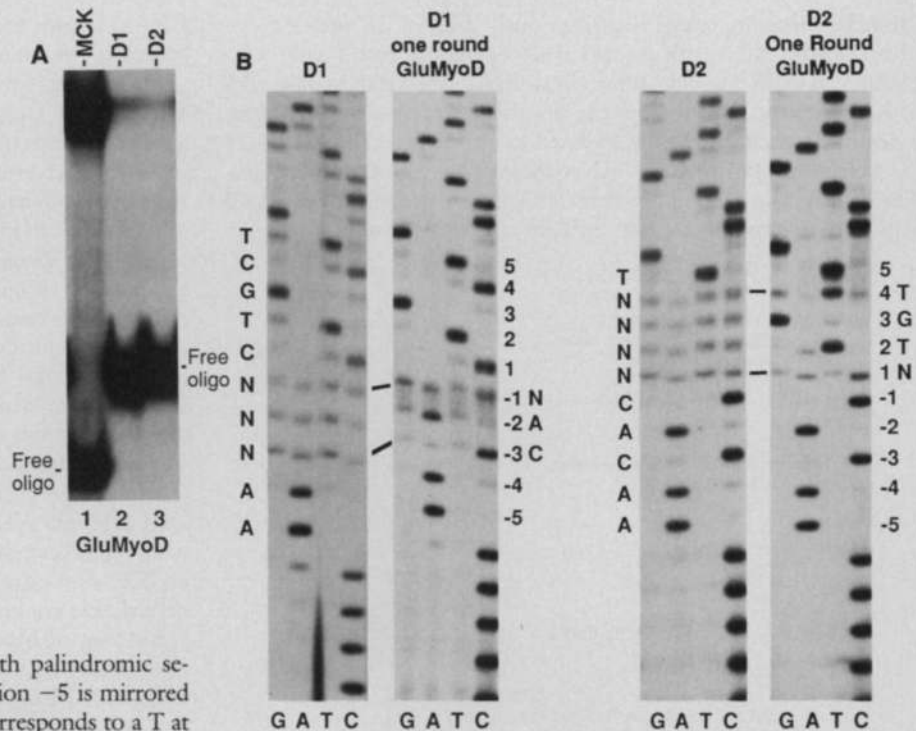 A
-MCK
-D1
-D2
Free
oligo
Free
oligo
1 2 3
GluMyoD
B
D1
D1
one round
GluMyoD
T
C
G
T
C
N
N
N
A
A
5
4
3
2
1
-1 N
-2 A
-3 C
-4
-5
G A T C
G A T C
D2
D2
One Round
GluMyoD
T
N
N
N
N
C
A
C
A
A
5
4 T
3 G
2 T
1 N
-1
-2
-3
-4
-5
G A T C
G A T C
th palindromic se-
ion −5 is mirrored
orresponds to a T at